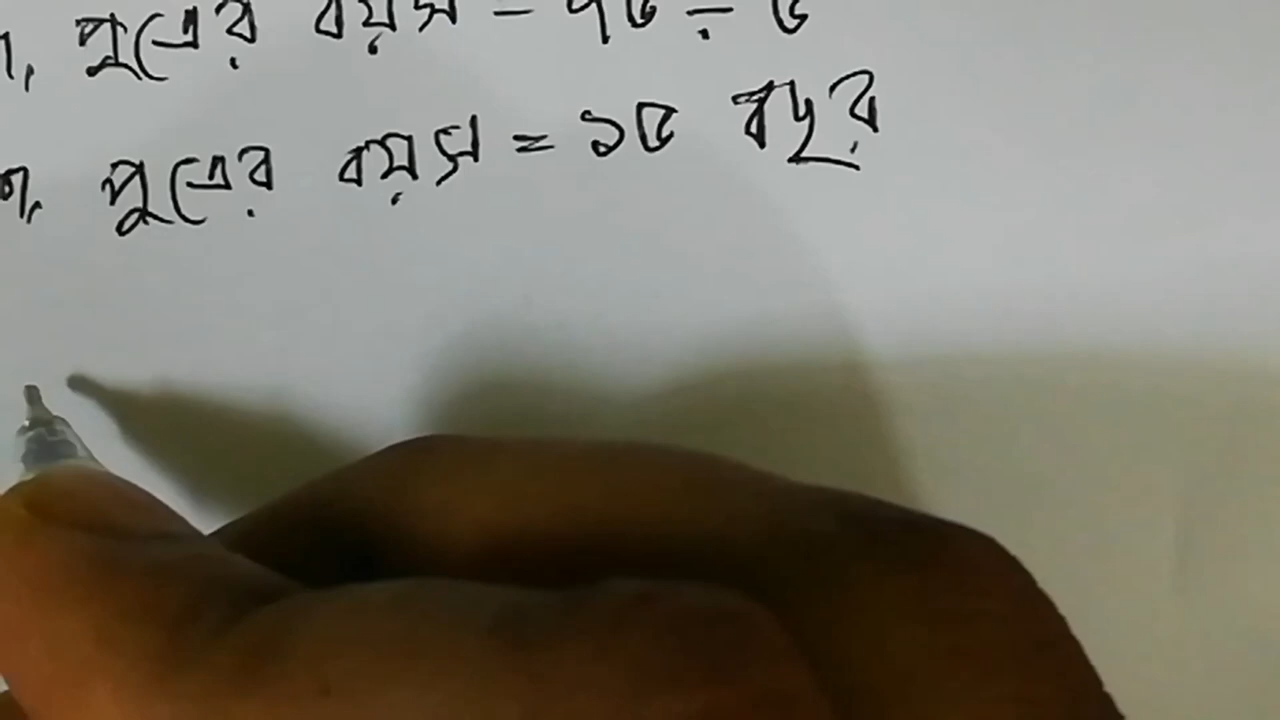 পুত্রের বয়স = ৭৫ ÷ ৫
পুত্রের বয়স = ১৫ বছর